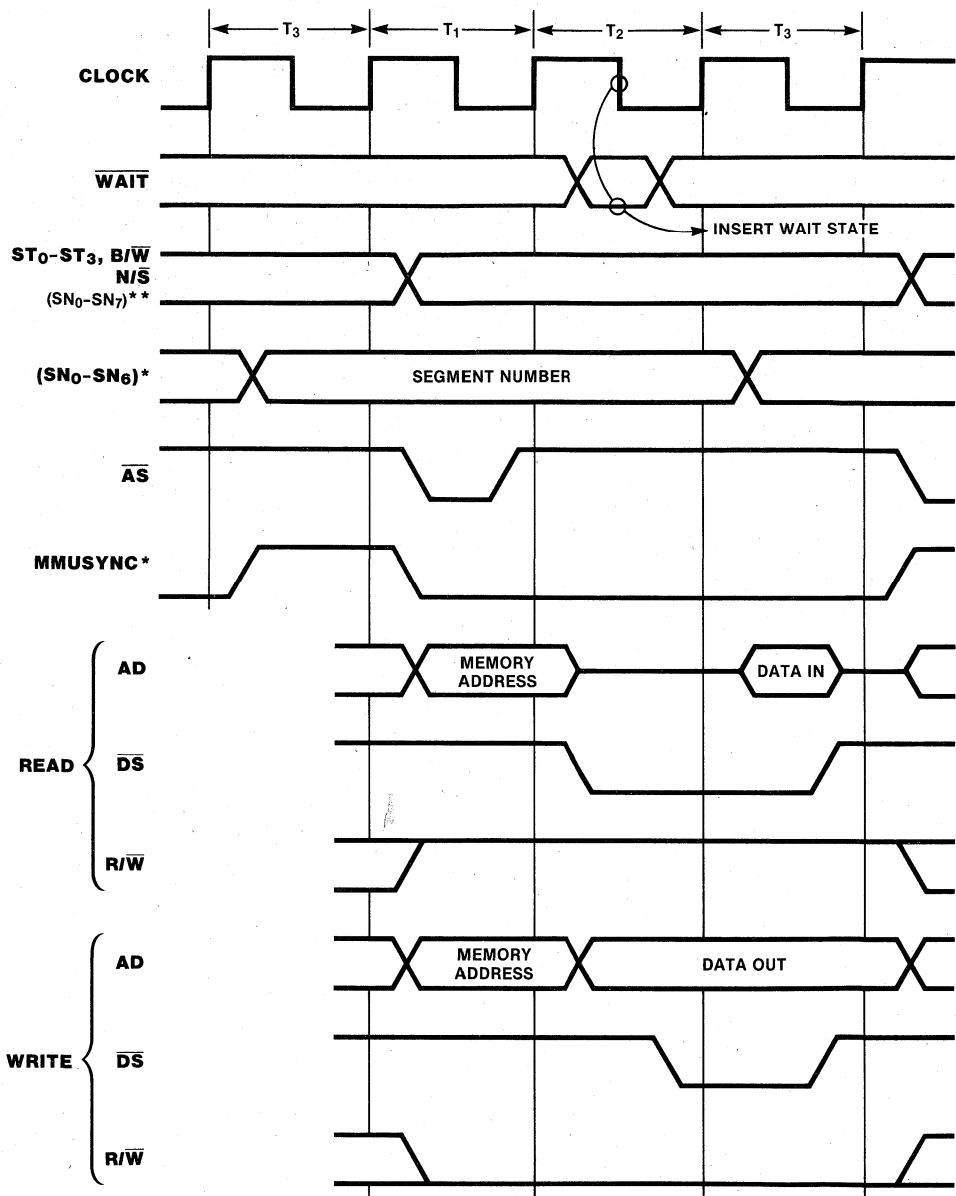 T3 T1 T2 T3
CLOCK
WAIT
INSERT WAIT STATE
ST0–ST3, B/W
N/S
(SN0–SN7)**
(SN0–SN6)*
SEGMENT NUMBER
AS
MMUSYNC*
READ
AD
MEMORY
ADDRESS
DATA IN
DS
R/W
WRITE
AD
MEMORY
ADDRESS
DATA OUT
DS
R/W